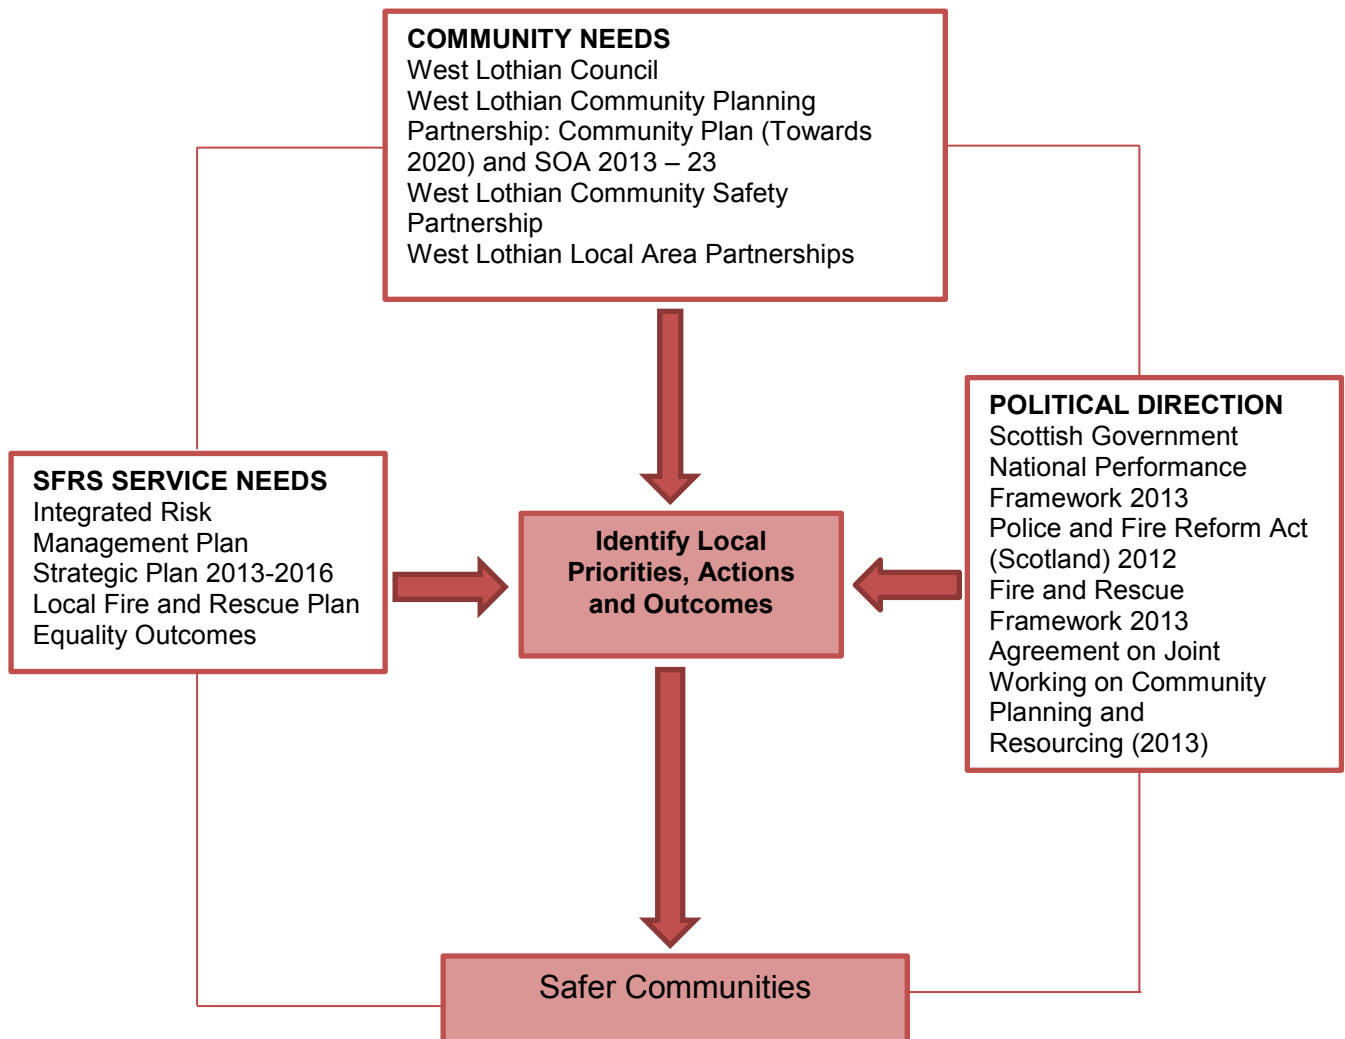 COMMUNITY NEEDS
West Lothian Council
West Lothian Community Planning
Partnership: Community Plan (Towards
2020) and SOA 2013 – 23
West Lothian Community Safety
Partnership
West Lothian Local Area Partnerships
SFRS SERVICE NEEDS
Integrated Risk
Management Plan
Strategic Plan 2013-2016
Local Fire and Rescue Plan
Equality Outcomes
Identify Local
Priorities, Actions
and Outcomes
POLITICAL DIRECTION
Scottish Government
National Performance
Framework 2013
Police and Fire Reform Act
(Scotland) 2012
Fire and Rescue
Framework 2013
Agreement on Joint
Working on Community
Planning and
Resourcing (2013)
Safer Communities